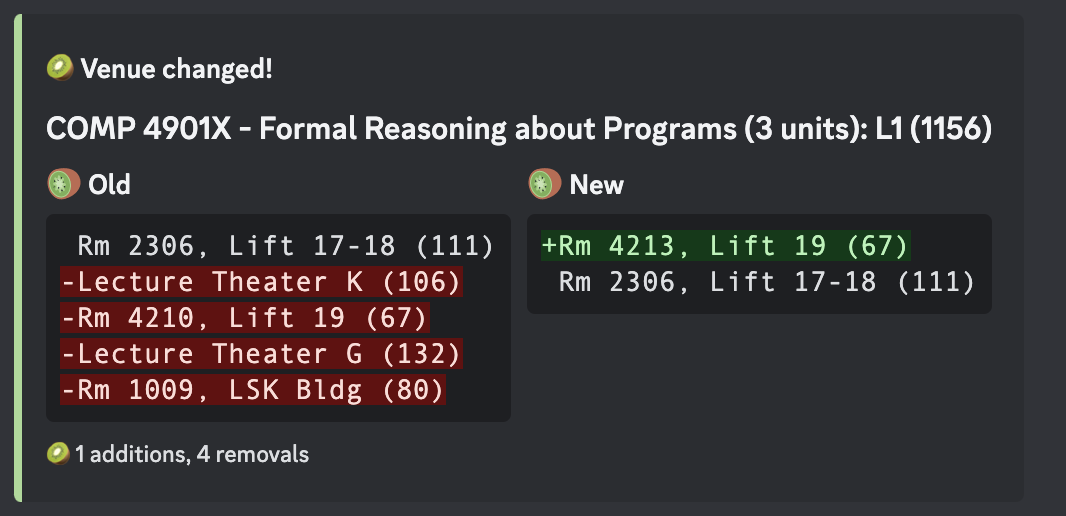 Venue changed!
COMP 4901X - Formal Reasoning about Programs (3 units): L1 (1156)
Old
Rm 2306, Lift 17-18 (111)
-Lecture Theater K (106)
-Rm 4210, Lift 19 (67)
-Lecture Theater G (132)
-Rm 1009, LSK Bldg (80)
New
+Rm 4213, Lift 19 (67)
Rm 2306, Lift 17-18 (111)
1 additions, 4 removals